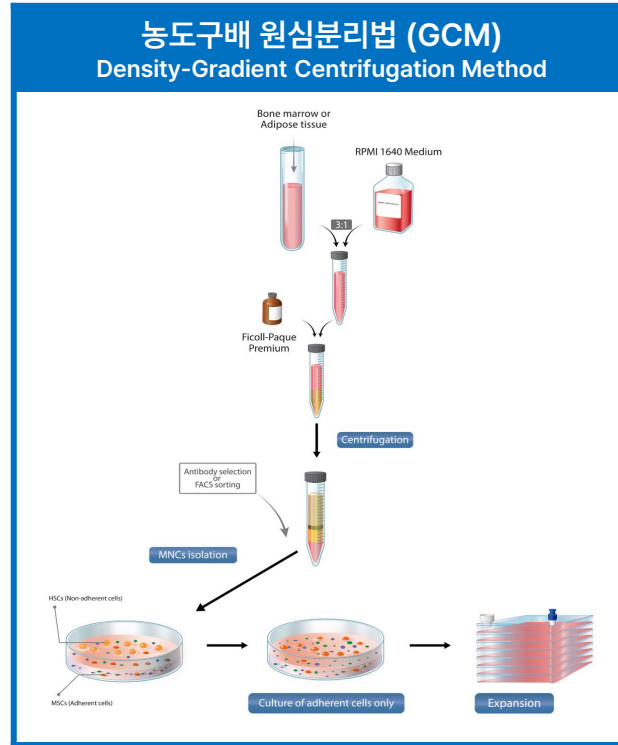 농도구배 원심분리법 (GCM)
Density-Gradient Centrifugation Method
Bone marrow or
Adipose tissue
RPMI 1640 Medium
3:1
Ficoll-Paque
Premium
Centrifugation
Antibody selection
or
FACS sorting
MNCs isolation
HSCs (Non-adherent cells)
MSCs (Adherent cells)
Culture of adherent cells only
Expansion